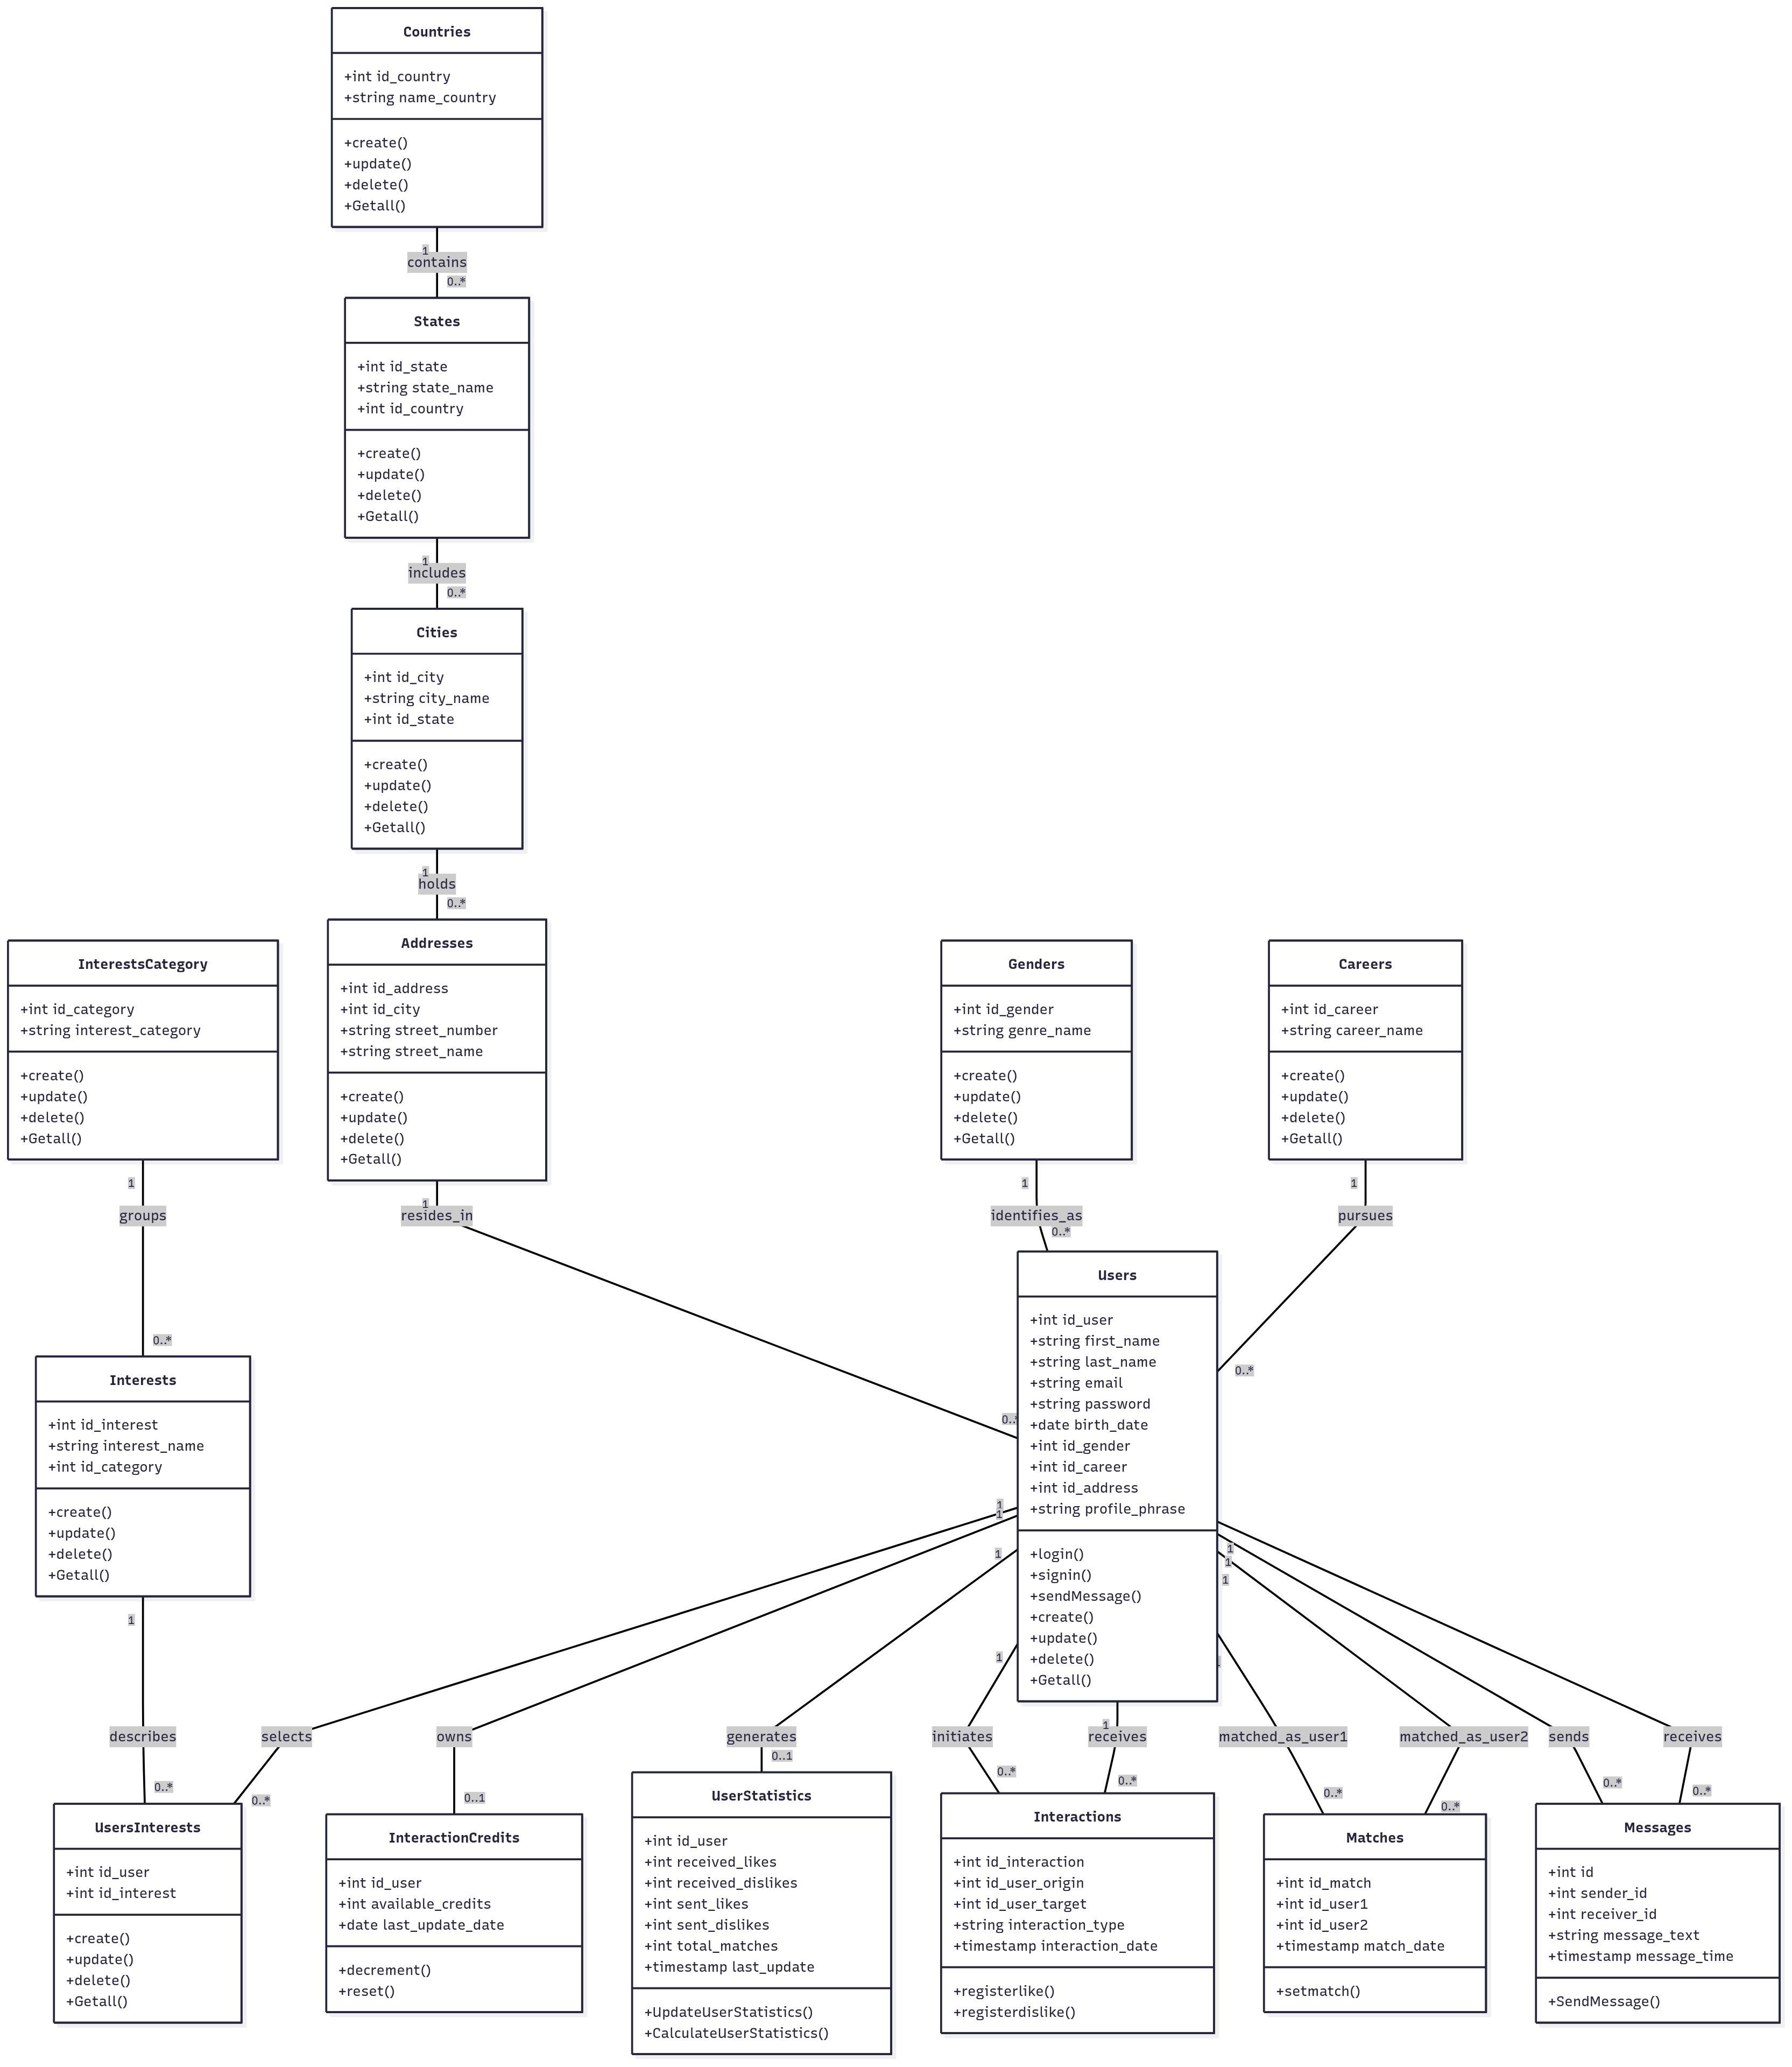 Countries
+int id_country
+string name_country
+create()
+update()
+delete()
+Getall()
1
contains
0..*
States
+int id_state
+string state_name
+int id_country
+create()
+update()
+delete()
+Getall()
1
includes
0..*
Cities
+int id_city
+string city_name
+int id_state
+create()
+update()
+delete()
+Getall()
1
holds
0..*
InterestsCategory
+int id_category
+string interest_category
+create()
+update()
+delete()
+Getall()
Addresses
+int id_address
+int id_city
+string street_number
+string street_name
+create()
+update()
+delete()
+Getall()
Genders
+int id_gender
+string genre_name
+create()
+update()
+delete()
+Getall()
Careers
+int id_career
+string career_name
+create()
+update()
+delete()
+Getall()
1
groups
0..*
1
resides_in
0..*
1
identifies_as
0..*
1
pursues
0..*
Interests
+int id_interest
+string interest_name
+int id_category
+create()
+update()
+delete()
+Getall()
Users
+int id_user
+string first_name
+string last_name
+string email
+string password
+date birth_date
+int id_gender
+int id_career
+int id_address
+string profile_phrase
+login()
+signin()
+sendMessage()
+create()
+update()
+delete()
+Getall()
1
describes
0..*
1
selects
0..*
1
owns
0..1
1
generates
0..1
1
initiates
0..*
1
receives
0..*
matched_as_user1
0..*
1
matched_as_user2
0..*
1
sends
0..*
1
receives
0..*
UsersInterests
+int id_user
+int id_interest
+create()
+update()
+delete()
+Getall()
InteractionCredits
+int id_user
+int available_credits
+date last_update_date
+decrement()
+reset()
UserStatistics
+int id_user
+int received_likes
+int received_dislikes
+int sent_likes
+int sent_dislikes
+int total_matches
+timestamp last_update
+UpdateUserStatistics()
+CalculateUserStatistics()
Interactions
+int id_interaction
+int id_user_origin
+int id_user_target
+string interaction_type
+timestamp interaction_date
+registerlike()
+registerdislike()
Matches
+int id_match
+int id_user1
+int id_user2
+timestamp match_date
+setmatch()
Messages
+int id
+int sender_id
+int receiver_id
+string message_text
+timestamp message_time
+SendMessage()